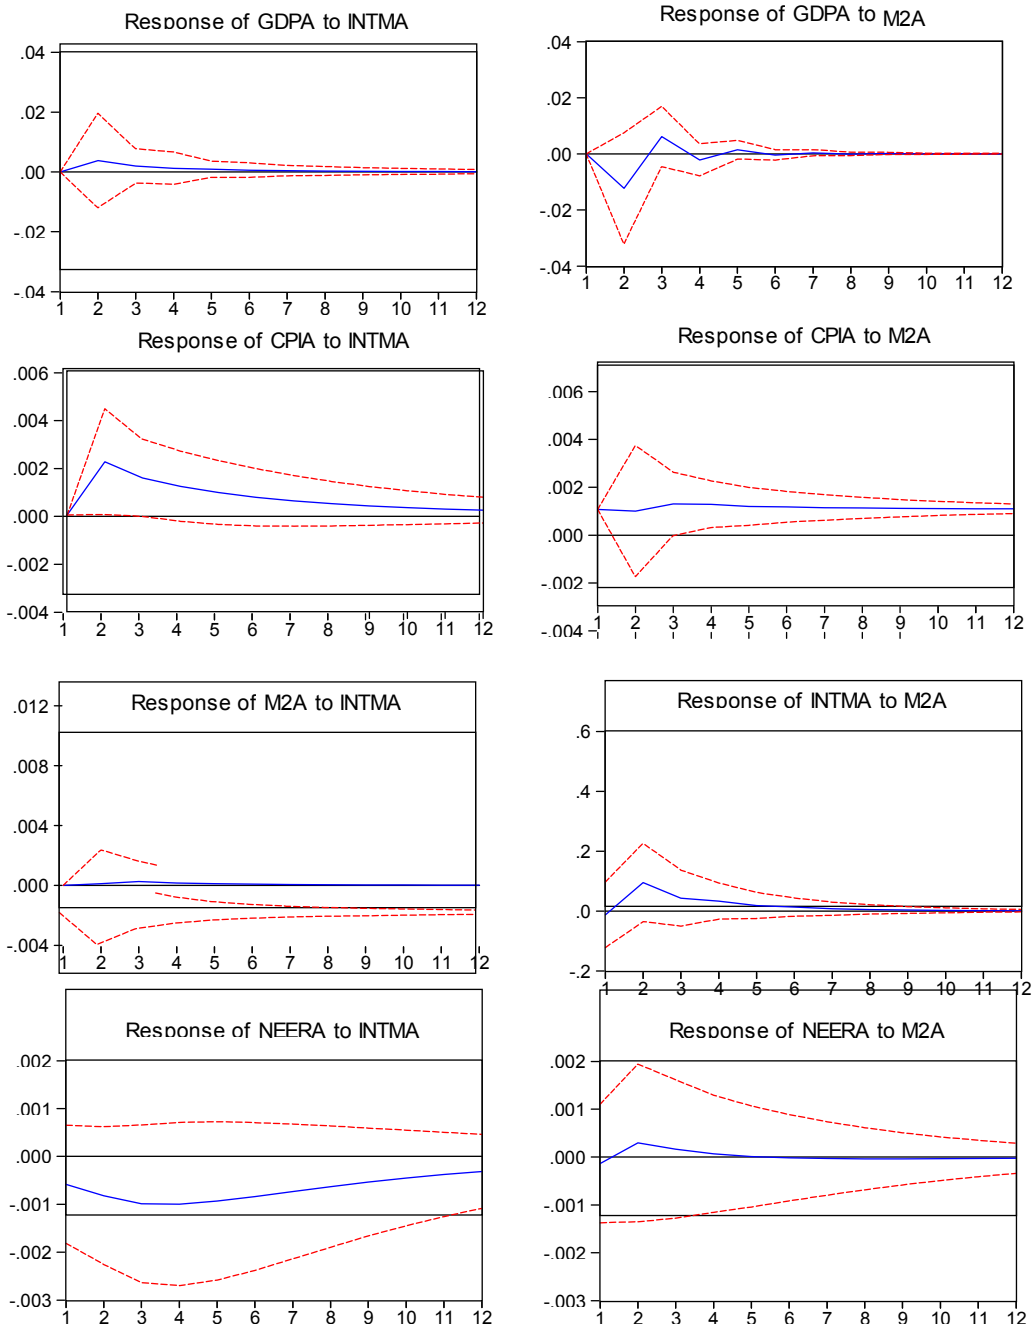 Response of GDPA to INTMA
.04
.02
.00
-.02
-.04
1 2 3 4 5 6 7 8 9 10 11 12
Response of GDPA to M2A
.04
.02
.00
-.02
-.04
1 2 3 4 5 6 7 8 9 10 11 12
Response of CPIA to INTMA
.006
.004
.002
.000
-.002
-.004
1 2 3 4 5 6 7 8 9 10 11 12
Response of CPIA to M2A
.006
.004
.002
.000
-.002
-.004
1 2 3 4 5 6 7 8 9 10 11 12
Response of M2A to INTMA
.012
.008
.004
.000
-.004
1 2 3 4 5 6 7 8 9 10 11 12
Response of INTMA to M2A
.6
.4
.2
.0
-.2
1 2 3 4 5 6 7 8 9 10 11 12
Response of NEERA to INTMA
.002
.001
.000
-.001
-.002
-.003
1 2 3 4 5 6 7 8 9 10 11 12
Response of NEERA to M2A
.002
.001
.000
-.001
-.002
-.003
1 2 3 4 5 6 7 8 9 10 11 12